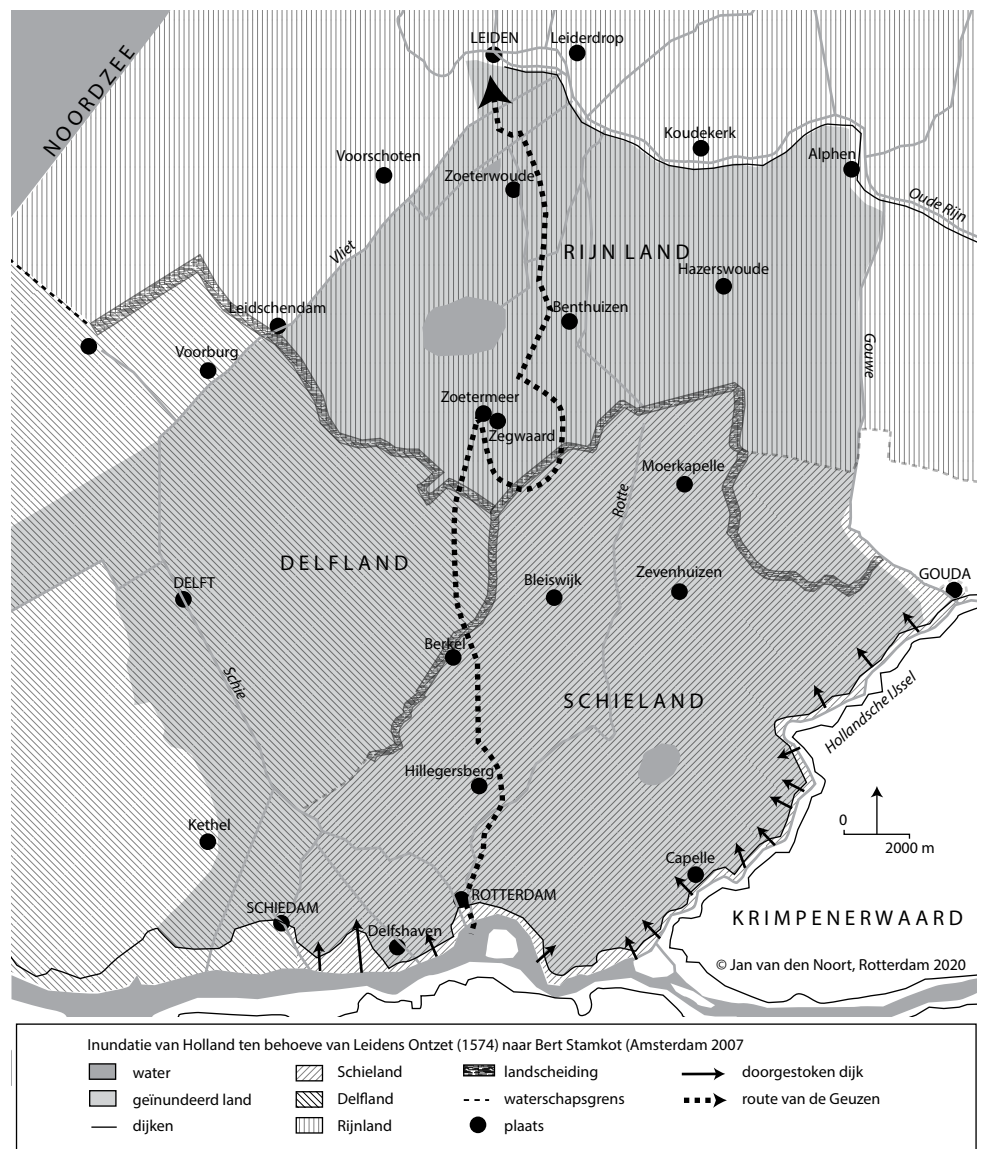 NOORDZEE
LEIDEN
Leiderdrop
Koudekerk
Alphen
Voorschoten
Zoeterwoude
Oude Rijn
Vliet
RIJNLAND
Hazerswoude
Leidschendam
Benthuizen
Voorburg
Gouwe
Zoetermeer
Zegwaard
Moerkapelle
Rotte
DELFLAND
DELFT
Bleiswijk
Zevenhuizen
GOUDA
Berkel
Schie
SCHIELAND
Hollandsche IJssel
Hillegersberg
Kethel
0
2000 m
Capelle
SCHIEDAM
ROTTERDAM
Delfshaven
KRIMPENERWAARD
© Jan van den Noort, Rotterdam 2020
Inundatie van Holland ten behoeve van Leidens Ontzet (1574) naar Bert Stamkot (Amsterdam 2007
water
Schieland
landscheiding
doorgestoken dijk
geïnundeerd land
Delfland
waterschapsgrens
route van de Geuzen
dijken
Rijnland
plaats